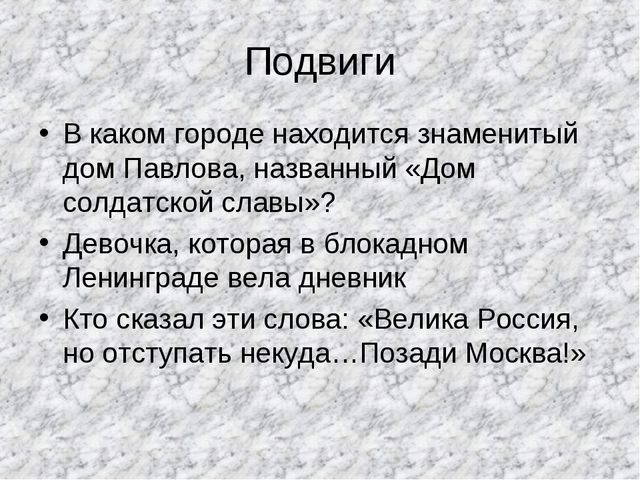 Подвиги
• В каком городе находится знаменитый
дом Павлова, названный «Дом
солдатской славы»?
• Девочка, которая в блокадном
Ленинграде вела дневник
• Кто сказал эти слова: «Велика Россия,
но отступать некуда…Позади Москва!»